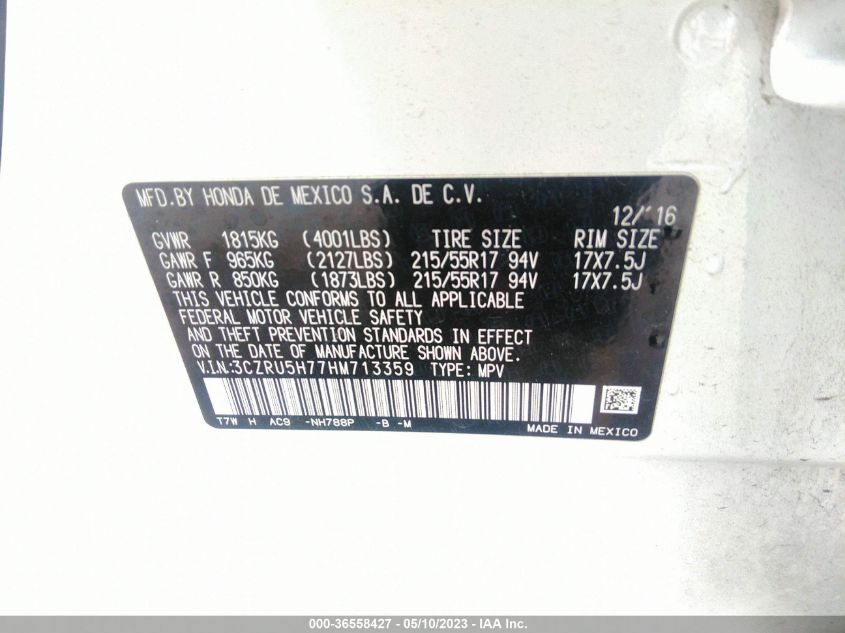 MFD.BY HONDA DE MEXICO S.A. DE C.V.
12/'16
GVWR 1815KG (4001LBS) TIRE SIZE RIM SIZE
GAWR F 965KG (2127LBS) 215/55R17 94V 17X7.5J
GAWR R 850KG (1873LBS) 215/55R17 94V 17X7.5J
THIS VEHICLE CONFORMS TO ALL APPLICABLE
FEDERAL MOTOR VEHICLE SAFETY
AND THEFT PREVENTION STANDARDS IN EFFECT
ON THE DATE OF MANUFACTURE SHOWN ABOVE.
V.I.N:3CZRU5H77HM713359 TYPE: MPV
T7W H AC9 -NH788P -B -M
MADE IN MEXICO
000-36558427 - 05/10/2023 - IAA Inc.